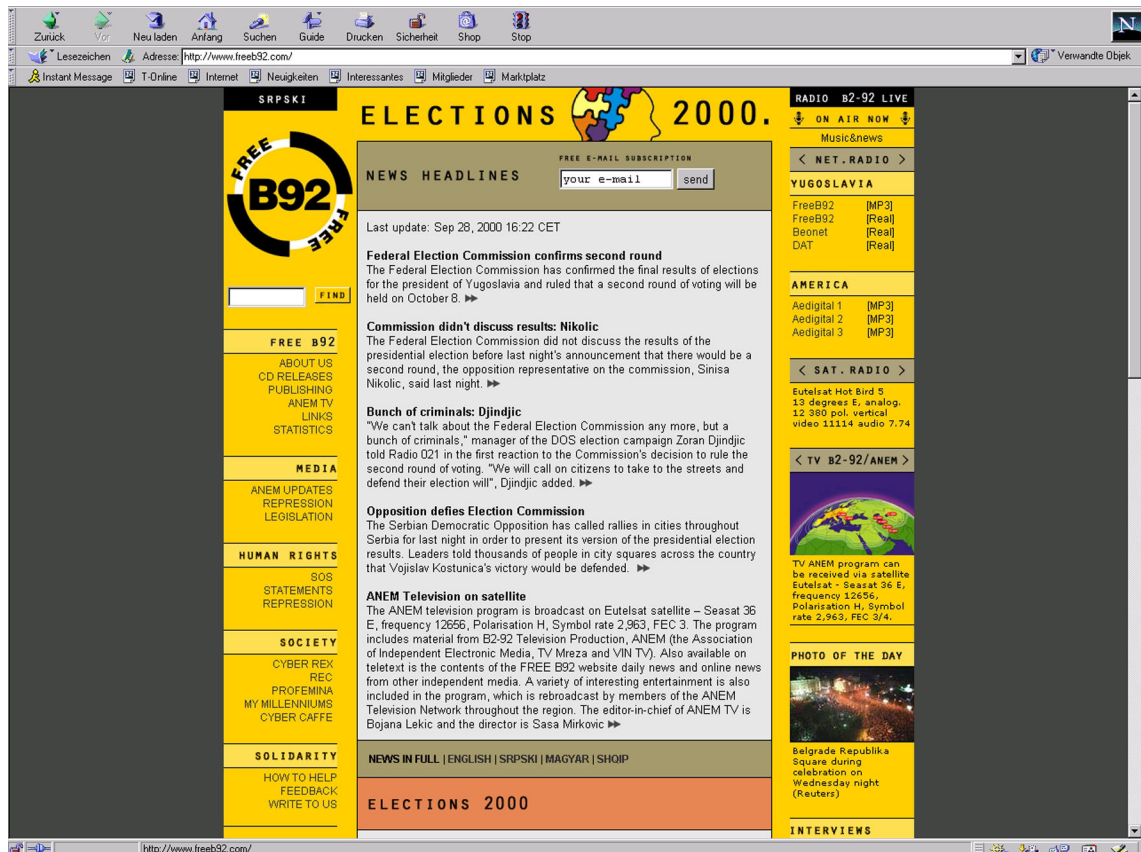 Zurück Vor Neu laden Anfang Suchen Guide Drucken Sicherheit Shop Stop
N
Lesezeichen Adresse: http://www.freeb92.com/ Verwandte Objek
Instant Message T-Online Internet Neuigkeiten Interessantes Mitglieder Marktplatz
SRPSKI
FREE
B92
FREE
FIND
FREE B92
ABOUT US
CD RELEASES
PUBLISHING
ANEM TV
LINKS
STATISTICS
MEDIA
ANEM UPDATES
REPRESSION
LEGISLATION
HUMAN RIGHTS
SOS
STATEMENTS
REPRESSION
SOCIETY
CYBER REX
REC
PROFEMINA
MY MILLENNIUMS
CYBER CAFFE
SOLIDARITY
HOW TO HELP
FEEDBACK
WRITE TO US
ELECTIONS 2000.
NEWS HEADLINES
FREE E-MAIL SUBSCRIPTION
your e-mail send
Last update: Sep 28, 2000 16:22 CET
Federal Election Commission confirms second round
The Federal Election Commission has confirmed the final results of elections
for the president of Yugoslavia and ruled that a second round of voting will be
held on October 8.
Commission didn't discuss results: Nikolic
The Federal Election Commission did not discuss the results of the
presidential election before last night's announcement that there would be a
second round, the opposition representative on the commission, Sinisa
Nikolic, said last night.
Bunch of criminals: Djindjic
"We can't talk about the Federal Election Commission any more, but a
bunch of criminals," manager of the DOS election campaign Zoran Djindjic
told Radio 021 in the first reaction to the Commission's decision to rule the
second round of voting. "We will call on citizens to take to the streets and
defend their election will", Djindjic added.
Opposition defies Election Commission
The Serbian Democratic Opposition has called rallies in cities throughout
Serbia for last night in order to present its version of the presidential election
results. Leaders told thousands of people in city squares across the country
that Vojislav Kostunica's victory would be defended.
ANEM Television on satellite
The ANEM television program is broadcast on Eutelsat satellite – Seasat 36
E, frequency 12656, Polarisation H, Symbol rate 2,963, FEC 3. The program
includes material from B2-92 Television Production, ANEM (the Association
of Independent Electronic Media, TV Mreza and VIN TV). Also available on
teletext is the contents of the FREE B92 website daily news and online news
from other independent media. A variety of interesting entertainment is also
included in the program, which is rebroadcast by members of the ANEM
Television Network throughout the region. The editor-in-chief of ANEM TV is
Bojana Lekic and the director is Sasa Mirkovic
NEWS IN FULL | ENGLISH | SRPSKI | MAGYAR | SHQIP
ELECTIONS 2000
RADIO B2-92 LIVE
ON AIR NOW
Music&news
< NET.RADIO >
YUGOSLAVIA
FreeB92 [MP3]
FreeB92 [Real]
Beonet [Real]
DAT [Real]
AMERICA
Aedigital 1 [MP3]
Aedigital 2 [MP3]
Aedigital 3 [MP3]
< SAT.RADIO >
Eutelsat Hot Bird 5
13 degrees E, analog.
12 380 pol. vertical
video 11114 audio 7.74
< TV B2-92/ANEM >
TV ANEM program can
be received via satellite
Eutelsat - Seasat 36 E,
frequency 12656,
Polarisation H, Symbol
rate 2,963, FEC 3/4.
PHOTO OF THE DAY
Belgrade Republika
Square during
celebration on
Wednesday night
(Reuters)
INTERVIEWS
http://www.freeb92.com/